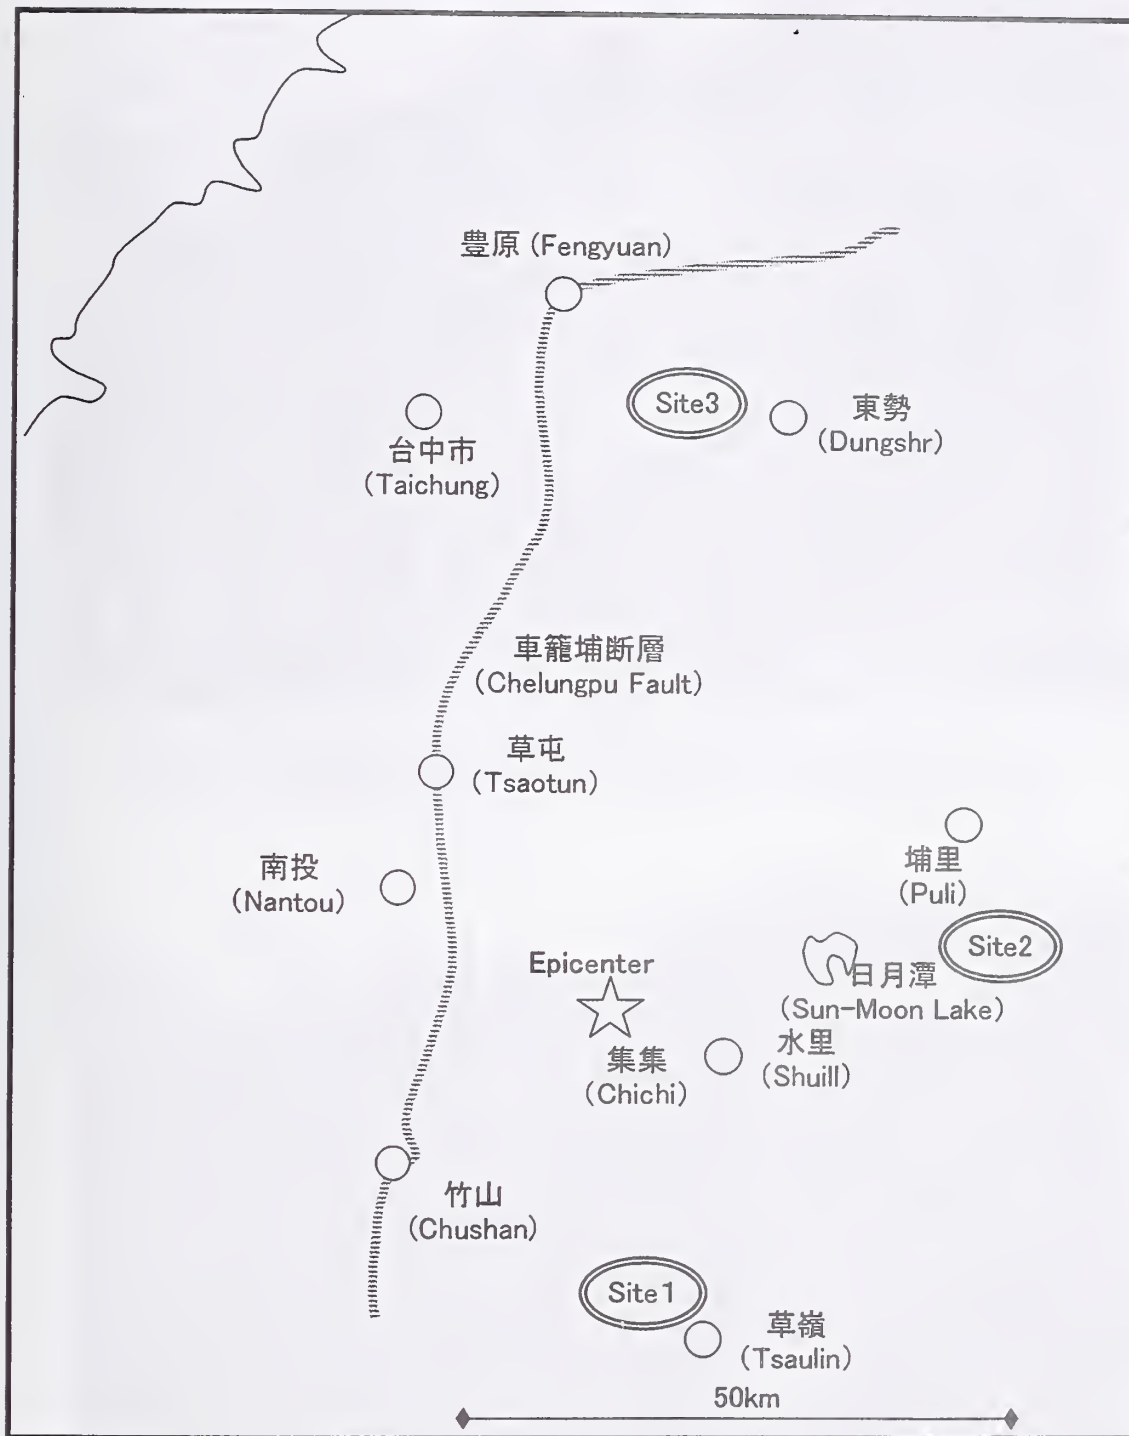 豊原 (Fengyuan)
Site3
東勢
(Dungshr)
台中市
(Taichung)
車籠埔断層
(Chelungpu Fault)
草屯
(Tsaotun)
埔里
(Puli)
南投
(Nantou)
Site2
Epicenter
日月潭
(Sun-Moon Lake)
集集
(Chichi)
水里
(Shuill)
竹山
(Chushan)
Site1
草嶺
(Tsaulin)
50km